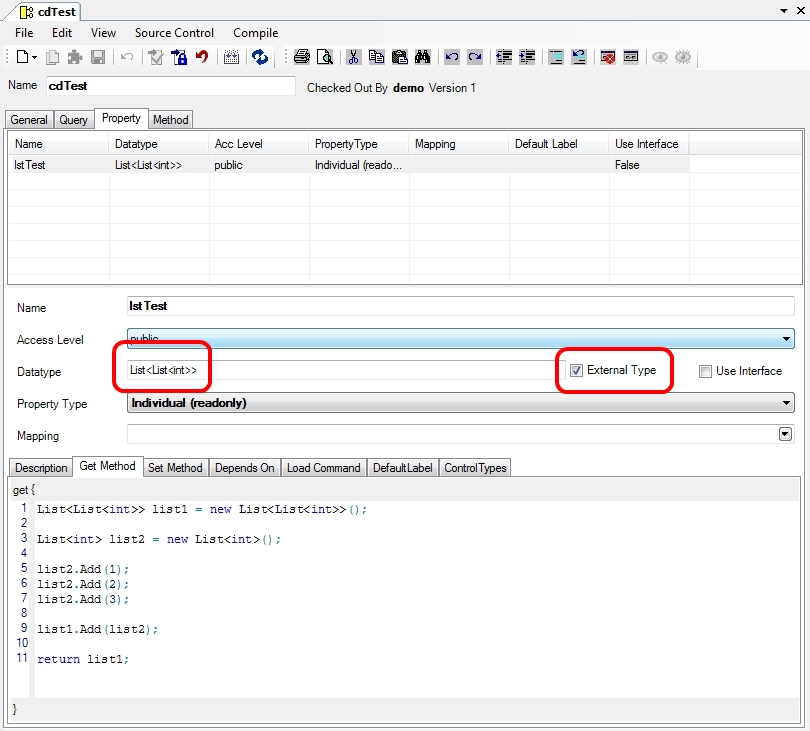 cdTest
File Edit View Source Control Compile
Name cdTest Checked Out By demo Version 1
General Query Property Method
Name Datatype Acc Level PropertyType Mapping Default Label Use Interface
lstTest List<List<int>> public Individual (reado... False
Name lstTest
Access Level public
Datatype List<List<int>> External Type Use Interface
Property Type Individual (readonly)
Mapping
Description Get Method Set Method Depends On Load Command DefaultLabel ControlTypes
get {
1 List<List<int>> list1 = new List<List<int>>();
2
3 List<int> list2 = new List<int>();
4
5 list2.Add(1);
6 list2.Add(2);
7 list2.Add(3);
8
9 list1.Add(list2);
10
11 return list1;
}